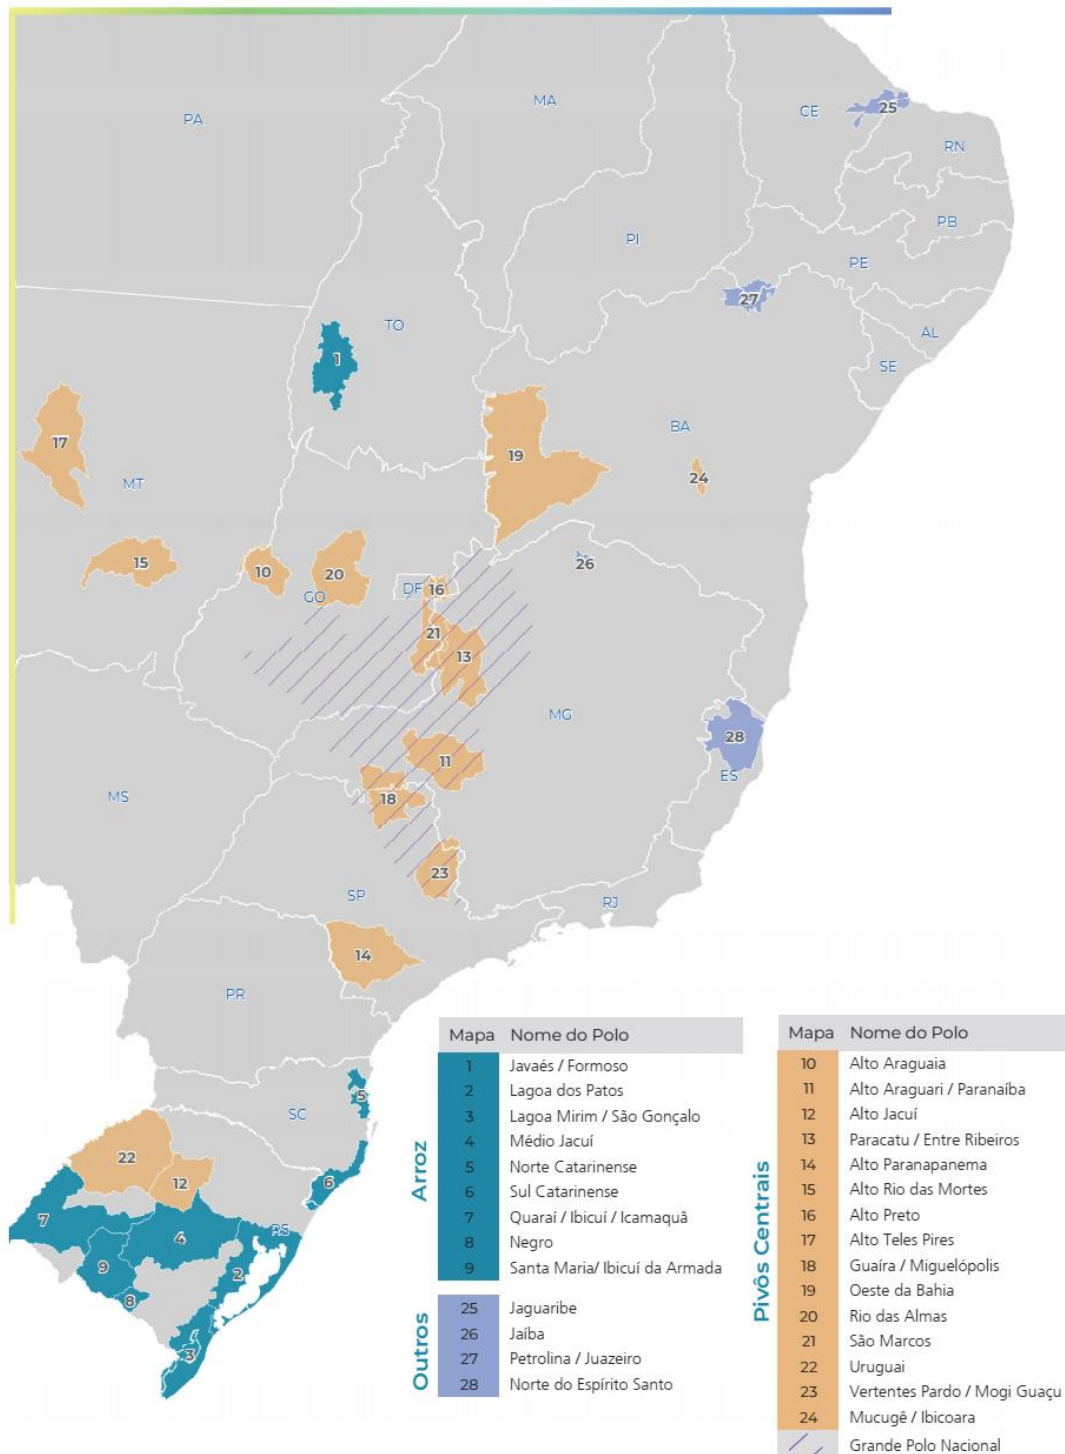 PA
MA
CE
25
RN
PB
PI
PE
27
TO
AL
1
SE
BA
17
19
24
MT
15
10
20
26
GO
DF
16
21
13
MG
28
11
ES
MS
18
23
SP
RJ
14
PR
5
SC
22
12
6
7
4
RS
9
2
8
3
Arroz
Mapa Nome do Polo
1 Javaés / Formoso
2 Lagoa dos Patos
3 Lagoa Mirim / São Gonçalo
4 Médio Jacuí
5 Norte Catarinense
6 Sul Catarinense
7 Quaraí / Ibicuí / Icamaquã
8 Negro
9 Santa Maria/ Ibicuí da Armada
Outros
25 Jaguaribe
26 Jaíba
27 Petrolina / Juazeiro
28 Norte do Espírito Santo
Pivôs Centrais
Mapa Nome do Polo
10 Alto Araguaia
11 Alto Araguari / Paranaíba
12 Alto Jacuí
13 Paracatu / Entre Ribeiros
14 Alto Paranapanema
15 Alto Rio das Mortes
16 Alto Preto
17 Alto Teles Pires
18 Guaíra / Miguelópolis
19 Oeste da Bahia
20 Rio das Almas
21 São Marcos
22 Uruguai
23 Vertentes Pardo / Mogi Guaçu
24 Mucugê / Ibicoara
Grande Polo Nacional